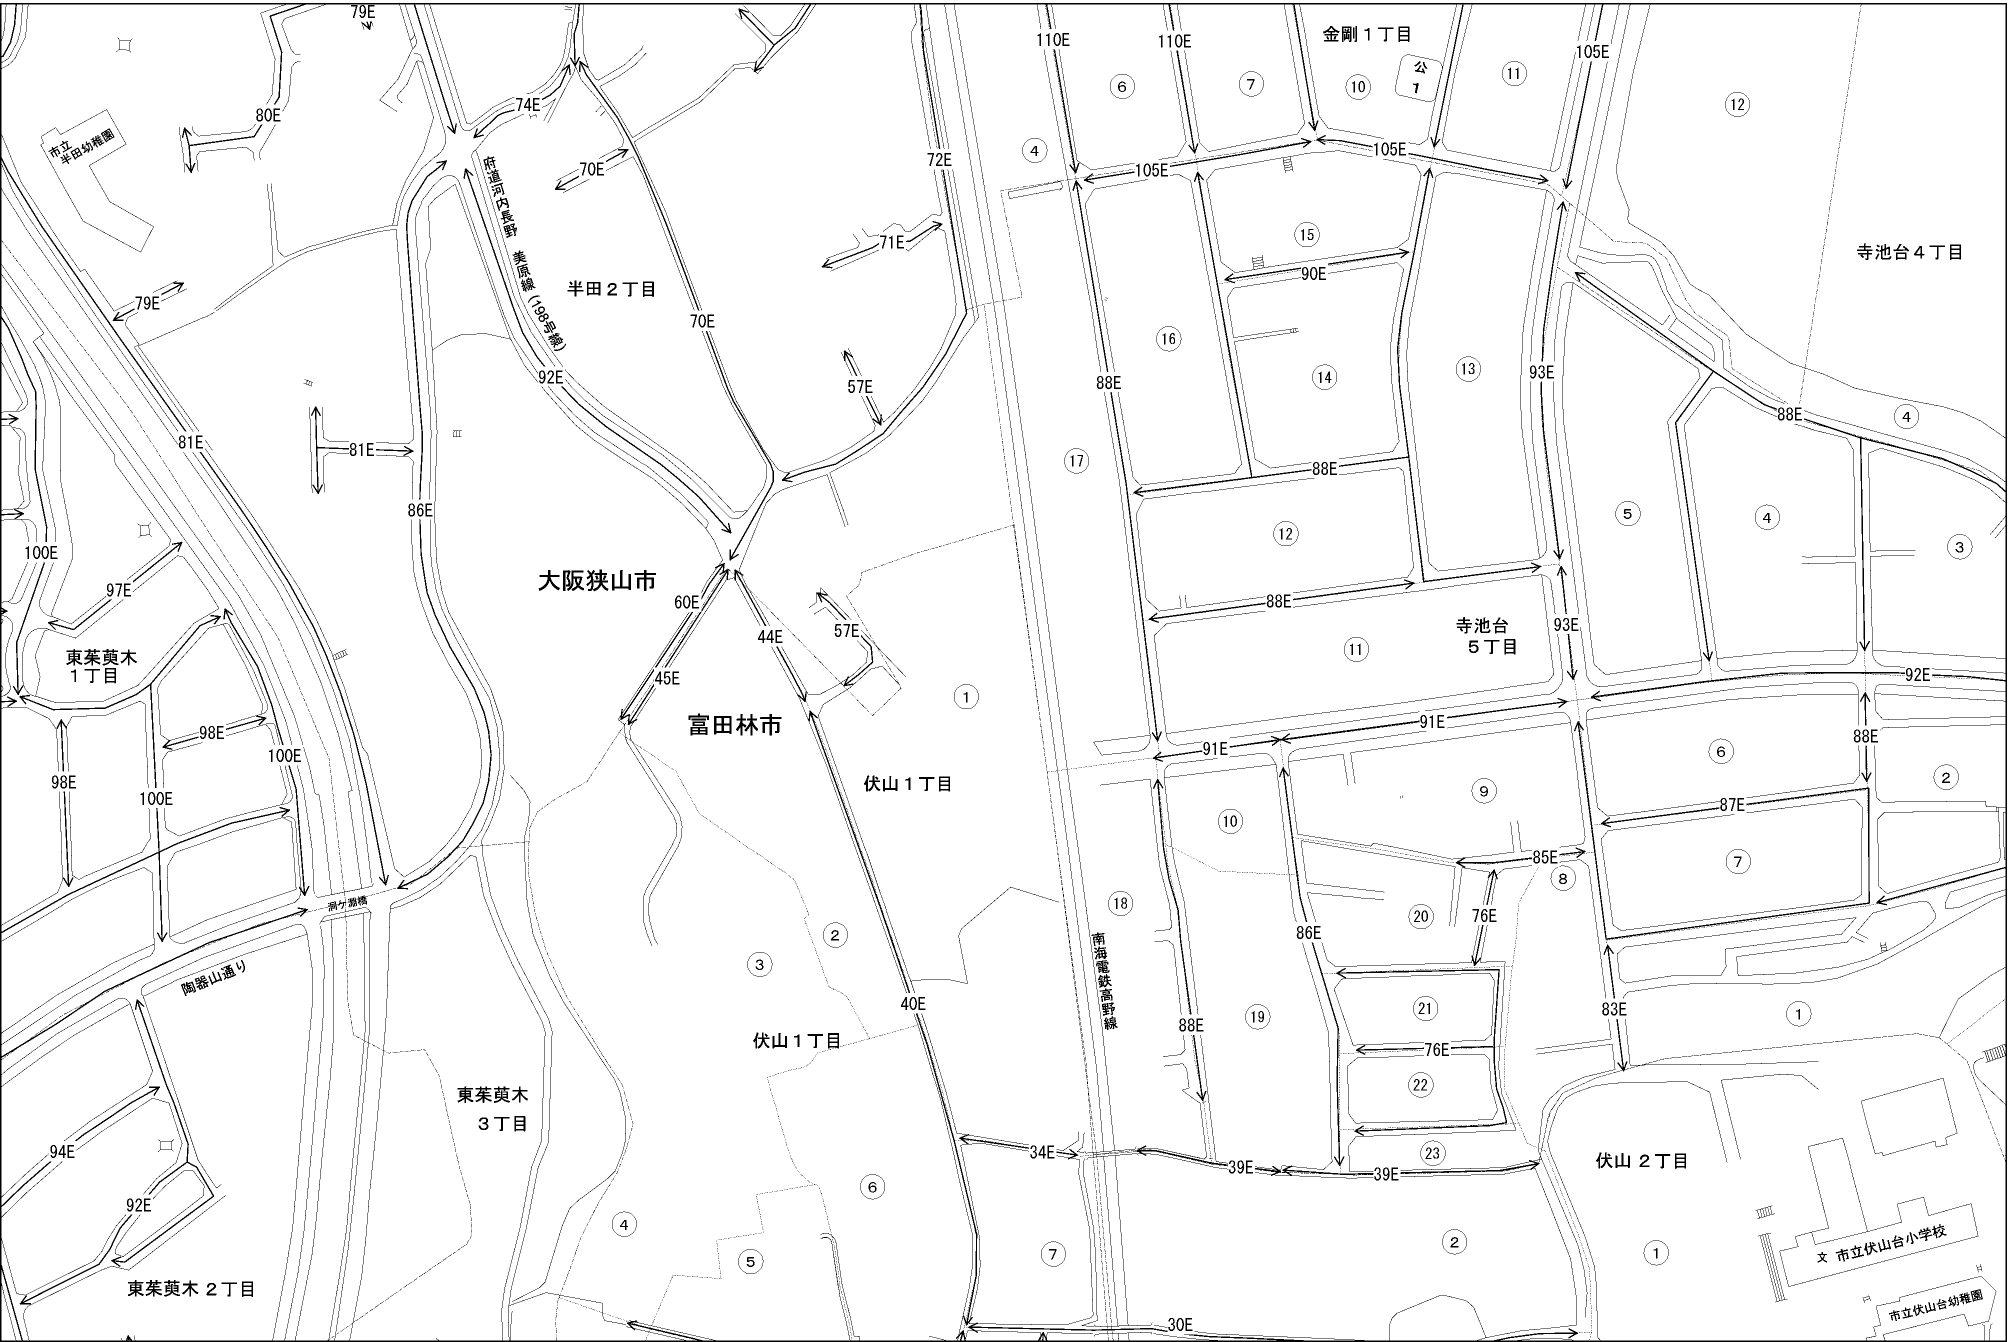 79E
110E
110E
金剛1丁目
105E
公
1
⑪
⑥
⑦
⑩
⑫
80E
74E
市立
半田幼稚園
④
105E
105E
72E
70E
府道河内長野 美原線(198号線)
71E
⑮
90E
寺池台4丁目
半田2丁目
79E
70E
⑯
⑭
⑬
93E
92E
57E
88E
88E
④
81E
81E
⑰
88E
86E
⑤
④
⑫
③
100E
大阪狭山市
97E
60E
88E
44E
57E
93E
寺池台
5丁目
東茱萸木
1丁目
⑪
45E
①
92E
富田林市
98E
91E
91E
88E
⑥
100E
98E
伏山1丁目
②
100E
⑨
87E
⑩
85E
⑦
⑧
洞ケ淵橋
⑱
⑳
76E
86E
②
南海電鉄高野線
③
陶器山通り
40E
㉑
83E
①
⑲
88E
伏山1丁目
76E
㉒
東茱萸木
3丁目
94E
34E
㉓
39E
39E
伏山2丁目
⑥
92E
④
⑦
②
①
文 市立伏山台小学校
⑤
東茱萸木2丁目
市立伏山台幼稚園
30E